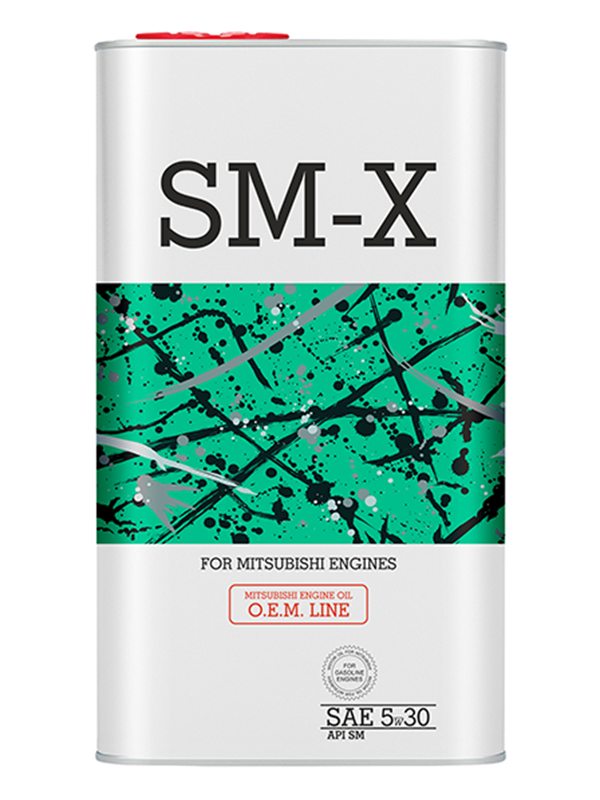 SM-X
FOR MITSUBISHI ENGINES
MITSUBISHI ENGINE OIL
O.E.M. LINE
FOR
GASOLINE
ENGINES
SAE 5w30
API SM